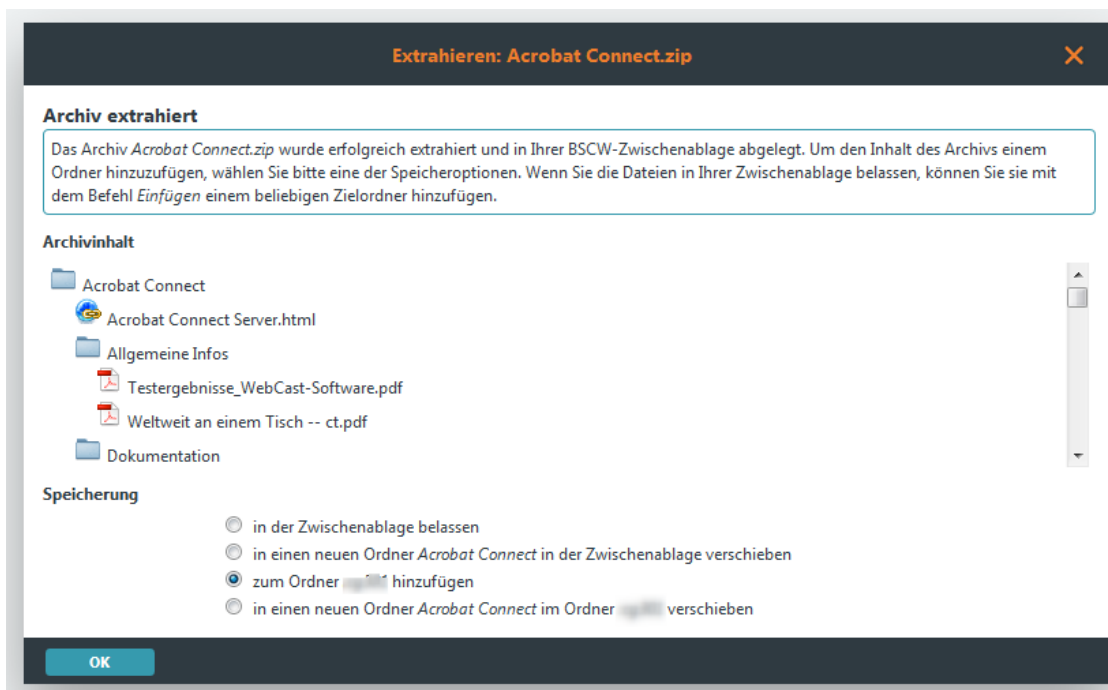 Extrahieren: Acrobat Connect.zip
Archiv extrahiert
Das Archiv Acrobat Connect.zip wurde erfolgreich extrahiert und in Ihrer BSCW-Zwischenablage abgelegt. Um den Inhalt des Archivs einem
Ordner hinzuzufügen, wählen Sie bitte eine der Speicheroptionen. Wenn Sie die Dateien in Ihrer Zwischenablage belassen, können Sie sie mit
dem Befehl Einfügen einem beliebigen Zielordner hinzufügen.
Archivinhalt
Acrobat Connect
Acrobat Connect Server.html
Allgemeine Infos
Testergebnisse_WebCast-Software.pdf
Weltweit an einem Tisch -- ct.pdf
Dokumentation
Speicherung
in der Zwischenablage belassen
in einen neuen Ordner Acrobat Connect in der Zwischenablage verschieben
zum Ordner hinzufügen
in einen neuen Ordner Acrobat Connect im Ordner verschieben
OK